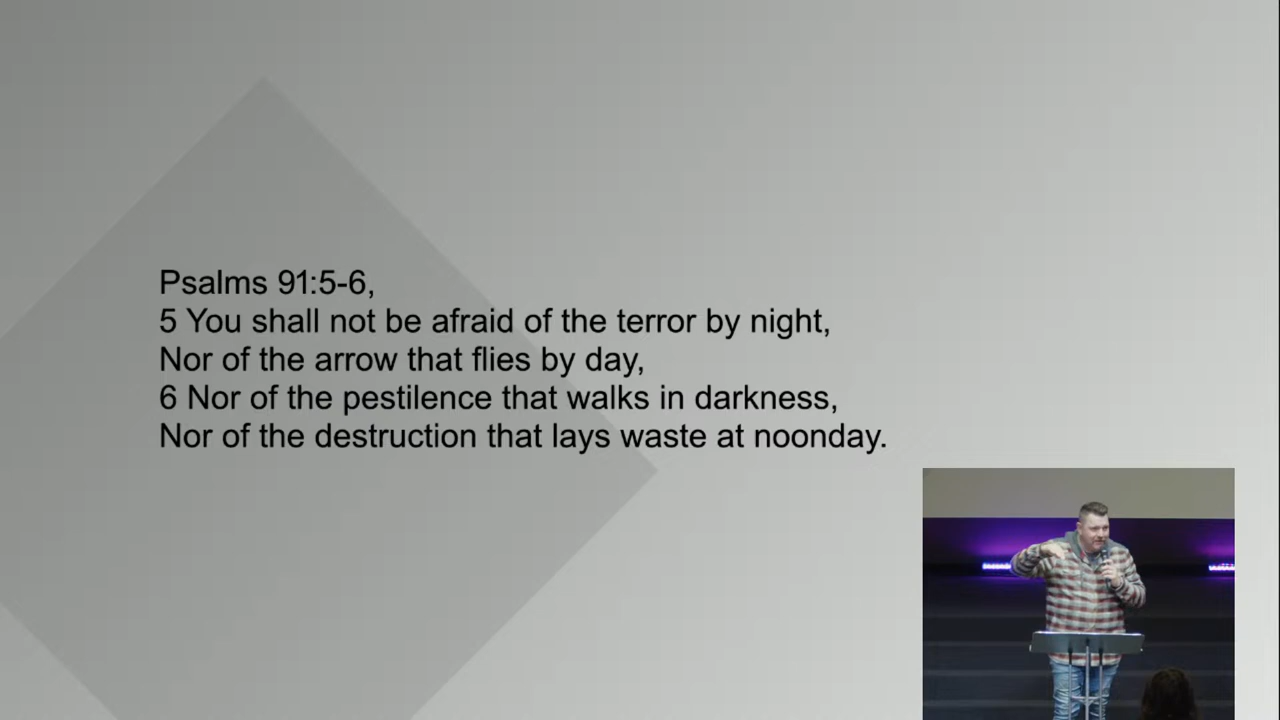 Psalms 91:5-6,
5 You shall not be afraid of the terror by night,
Nor of the arrow that flies by day,
6 Nor of the pestilence that walks in darkness,
Nor of the destruction that lays waste at noonday.